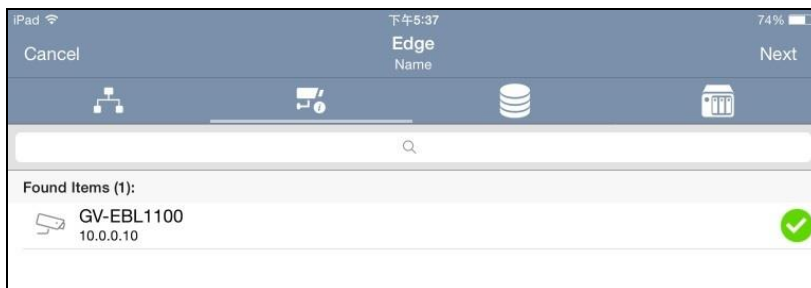 iPad 下午5:37 74%
Cancel Edge Next
Name
Found Items (1):
GV-EBL1100
10.0.0.10